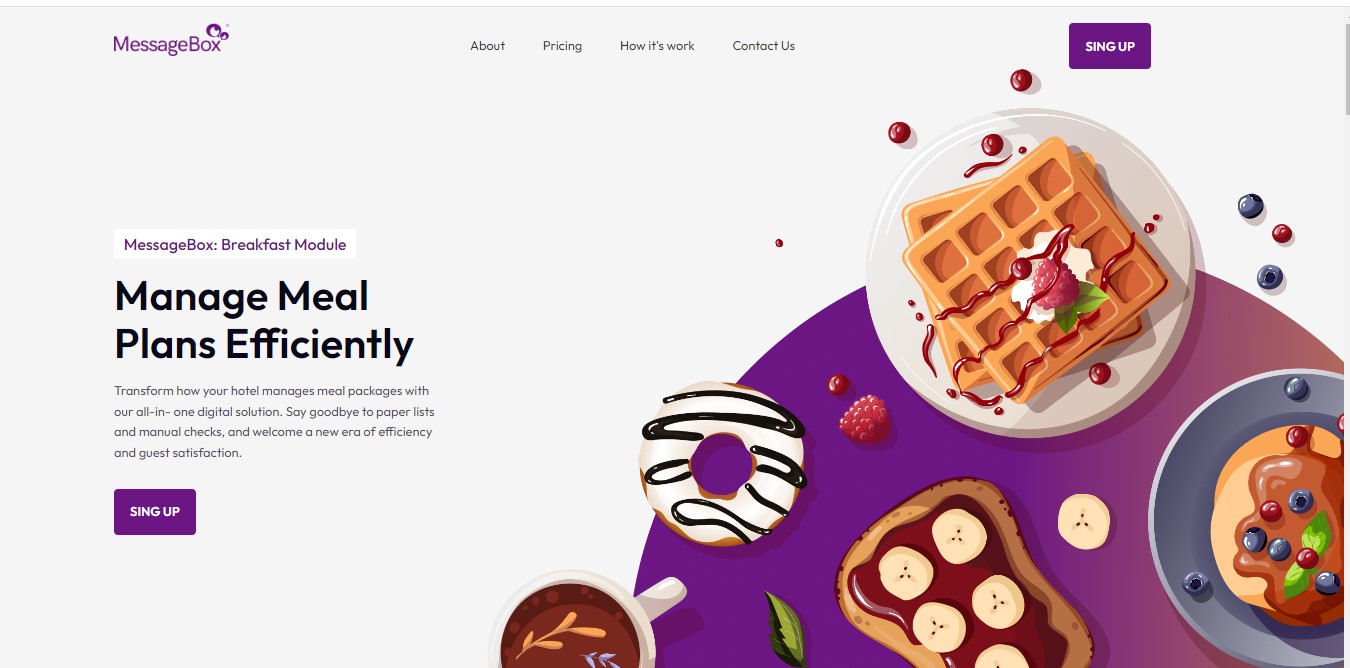 MessageBox
About
Pricing
How it's work
Contact Us
SING UP
MessageBox: Breakfast Module
Manage Meal
Plans Efficiently
Transform how your hotel manages meal packages with
our all-in- one digital solution. Say goodbye to paper lists
and manual checks, and welcome a new era of efficiency
and guest satisfaction.
SING UP